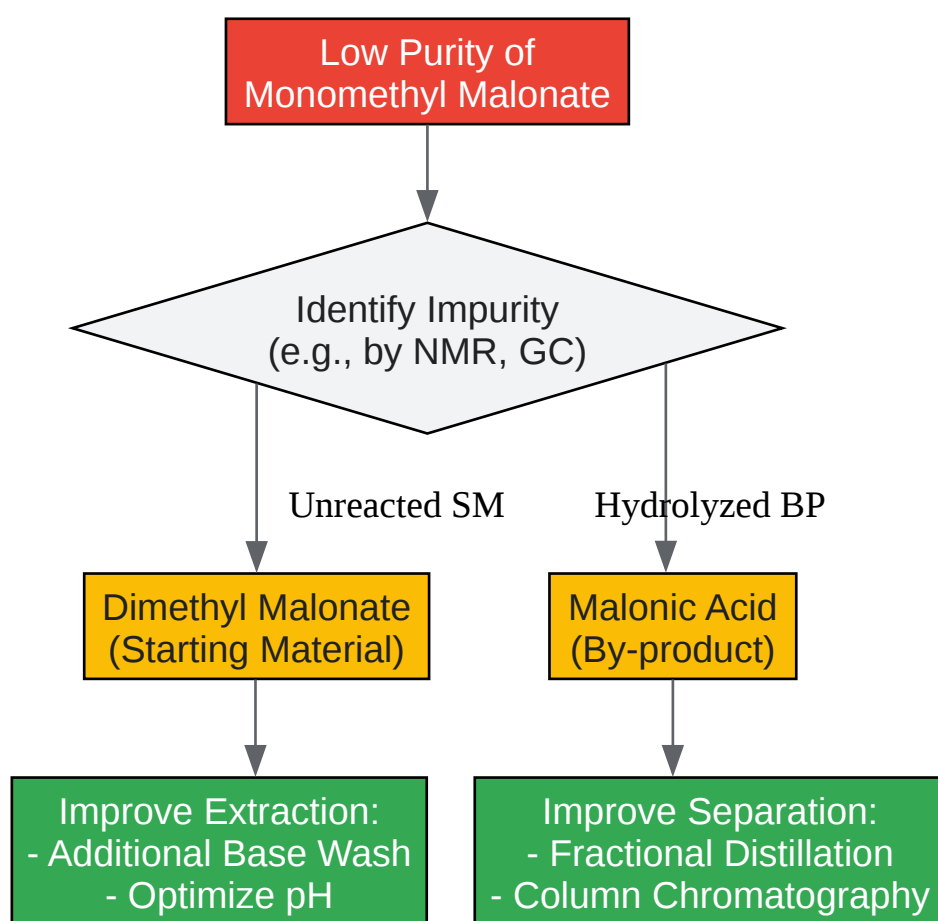 Low Purity of
Monomethyl Malonate
Identify Impurity
(e.g., by NMR, GC)
Unreacted SM
Hydrolyzed BP
Dimethyl Malonate
(Starting Material)
Malonic Acid
(By-product)
Improve Extraction:
- Additional Base Wash
- Optimize pH
Improve Separation:
- Fractional Distillation
- Column Chromatography